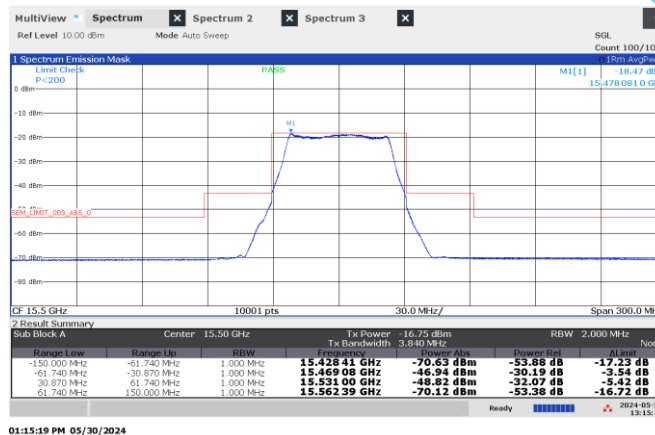 MultiView Spectrum X Spectrum 2 X Spectrum 3 X
Ref Level 10.00 dBm Mode Auto Sweep SGL
Count 100/10
1 Spectrum Emission Mask 1Rm AvgPw
Limit Check PASS M1[1] -18.47 dB
P<200 15.4780810 G
0 dBm
-10 dBm
M1
-20 dBm
-30 dBm
-40 dBm
SEM_LIMIT_003_ABS_0
-60 dBm
-70 dBm
-80 dBm
CF 15.5 GHz 10001 pts 30.0 MHz/ Span 300.0 MH
2 Result Summary
Sub Block A Center 15.50 GHz Tx Power -16.75 dBm RBW 2.000 MHz
Tx Bandwidth 3.840 MHz Nor
Range Low Range Up RBW Frequency Power Abs Power Rel ΔLimit
-150.000 MHz -61.740 MHz 1.000 MHz 15.428 41 GHz -70.63 dBm -53.88 dB -17.23 dB
-61.740 MHz -30.870 MHz 1.000 MHz 15.469 08 GHz -46.94 dBm -30.19 dB -3.54 dB
30.870 MHz 61.740 MHz 1.000 MHz 15.531 00 GHz -48.82 dBm -32.07 dB -5.42 dB
61.740 MHz 150.000 MHz 1.000 MHz 15.562 39 GHz -70.12 dBm -53.38 dB -16.72 dB
Ready 2024-05-
13:15:
01:15:19 PM 05/30/2024